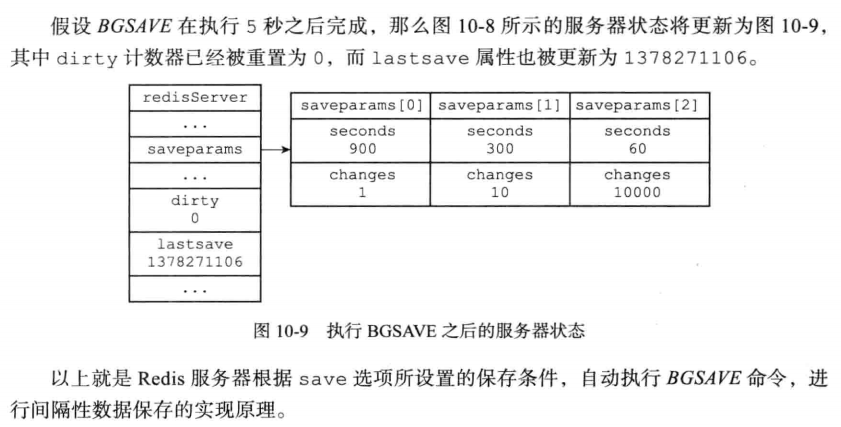 假设 BGSAVE 在执行 5 秒之后完成，那么图 10-8 所示的服务器状态将更新为图 10-9，
其中 dirty 计数器已经被重置为 0，而 lastsave 属性也被更新为 1378271106。
redisServer
...
saveparams
...
dirty
0
lastsave
1378271106
...
saveparams[0] saveparams[1] saveparams[2]
seconds seconds seconds
900 300 60
changes changes changes
1 10 10000
图 10-9 执行 BGSAVE 之后的服务器状态
以上就是 Redis 服务器根据 save 选项所设置的保存条件，自动执行 BGSAVE 命令，进
行间隔性数据保存的实现原理。